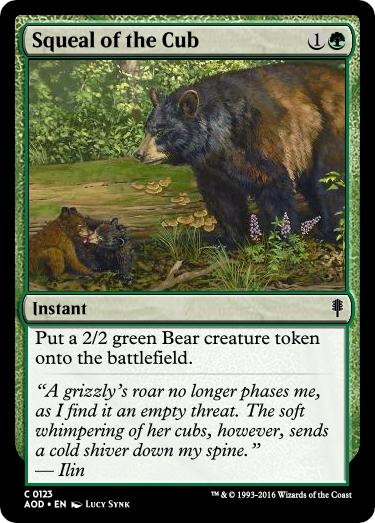 Squeal of the Cub 1
Instant
Put a 2/2 green Bear creature token
onto the battlefield.
“A grizzly’s roar no longer phases me,
as I find it an empty threat. The soft
whimpering of her cubs, however, sends
a cold shiver down my spine.”
— Ilin
C 0123
AOD • EN LUCY SYNK
™ & © 1993-2016 Wizards of the Coast